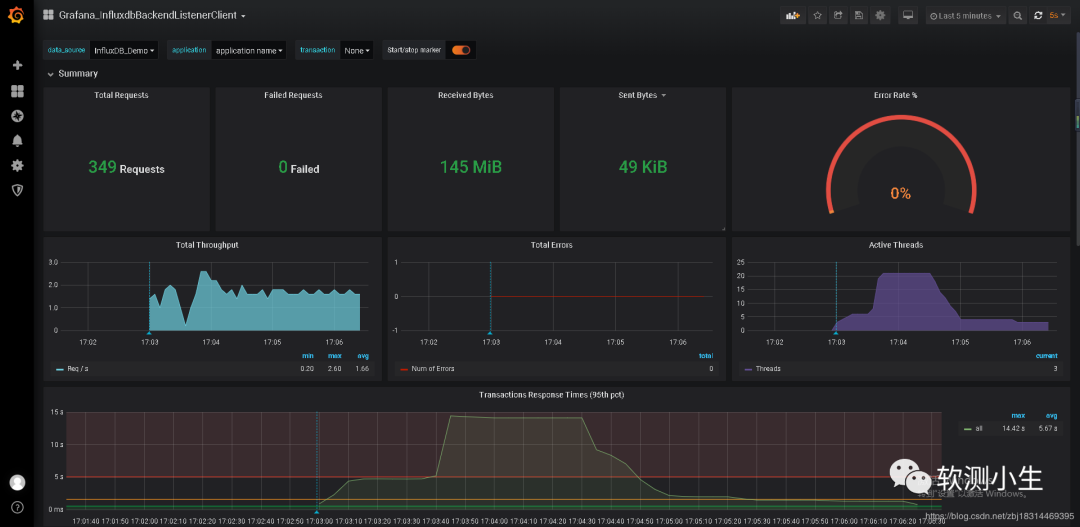 Grafana_InfluxdbBackendListenerClient
Last 5 minutes
5s
data_source InfluxDB_Demo application application name transaction None Start/stop marker
Summary
Total Requests
349 Requests
Failed Requests
0 Failed
Received Bytes
145 MiB
Sent Bytes
49 KiB
Error Rate %
0%
Total Throughput
3.0
2.0
1.0
0
17:02 17:03 17:04 17:05 17:06
min max avg
Req / s 0.20 2.60 1.66
Total Errors
1
0
-1
17:02 17:03 17:04 17:05 17:06
total
Num of Errors 0
Active Threads
25
20
15
10
5
0
17:02 17:03 17:04 17:05 17:06
current
Threads 3
Transactions Response Times (95th pct)
15 s
10 s
5 s
0 ms
17:01:40 17:01:50 17:02:00 17:02:10 17:02:20 17:02:30 17:02:40 17:02:50 17:03:00 17:03:10 17:03:20 17:03:30 17:03:40 17:03:50 17:04:00 17:04:10 17:04:20 17:04:30 17:04:40 17:04:50 17:05:00 17:05:10 17:05:20 17:05:30 17:05:40 17:05:50 17:06:00 17:06:10 17:06:20 17:06:30
max avg
all 14.42 s 5.67 s
软测小生
"设置"以激活 Windows。
https://blog.csdn.net/zbj18314469395